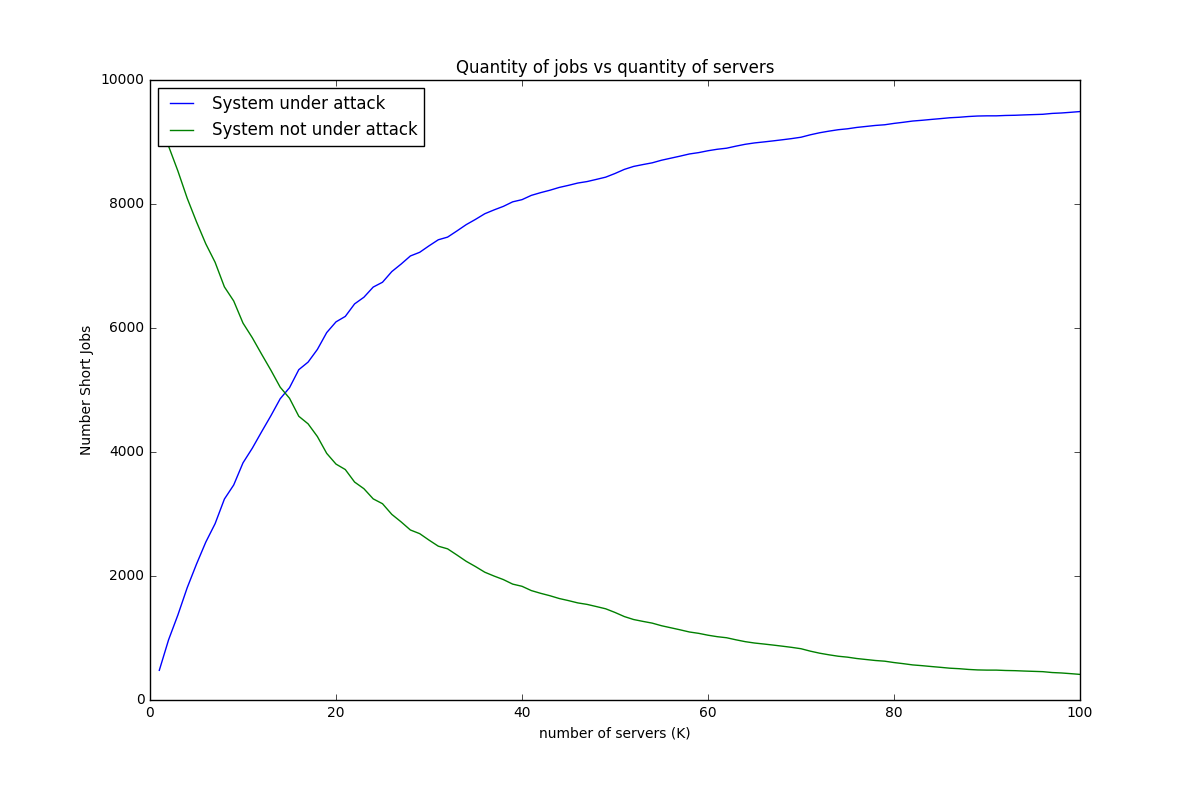 Quantity of jobs vs quantity of servers
10000
System under attack
System not under attack
8000
6000
Number Short Jobs
4000
2000
0
0 20 40 60 80 100
number of servers (K)